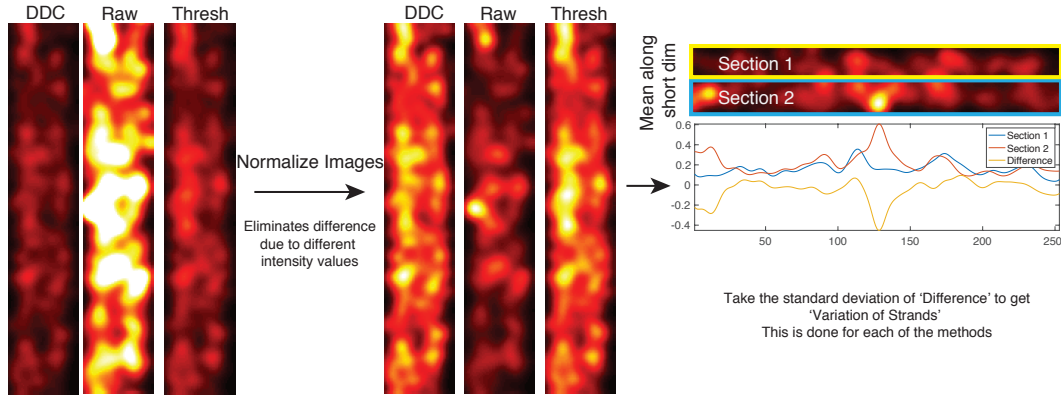 DDC Raw Thresh
Normalize Images
Eliminates difference
due to different
intensity values
DDC Raw Thresh
Mean along
short dim
Section 1
Section 2
0.6
0.4
0.2
0
-0.2
-0.4
50 100 150 200 250
Section 1
Section 2
Difference
Take the standard deviation of ‘Difference’ to get
‘Variation of Strands’
This is done for each of the methods